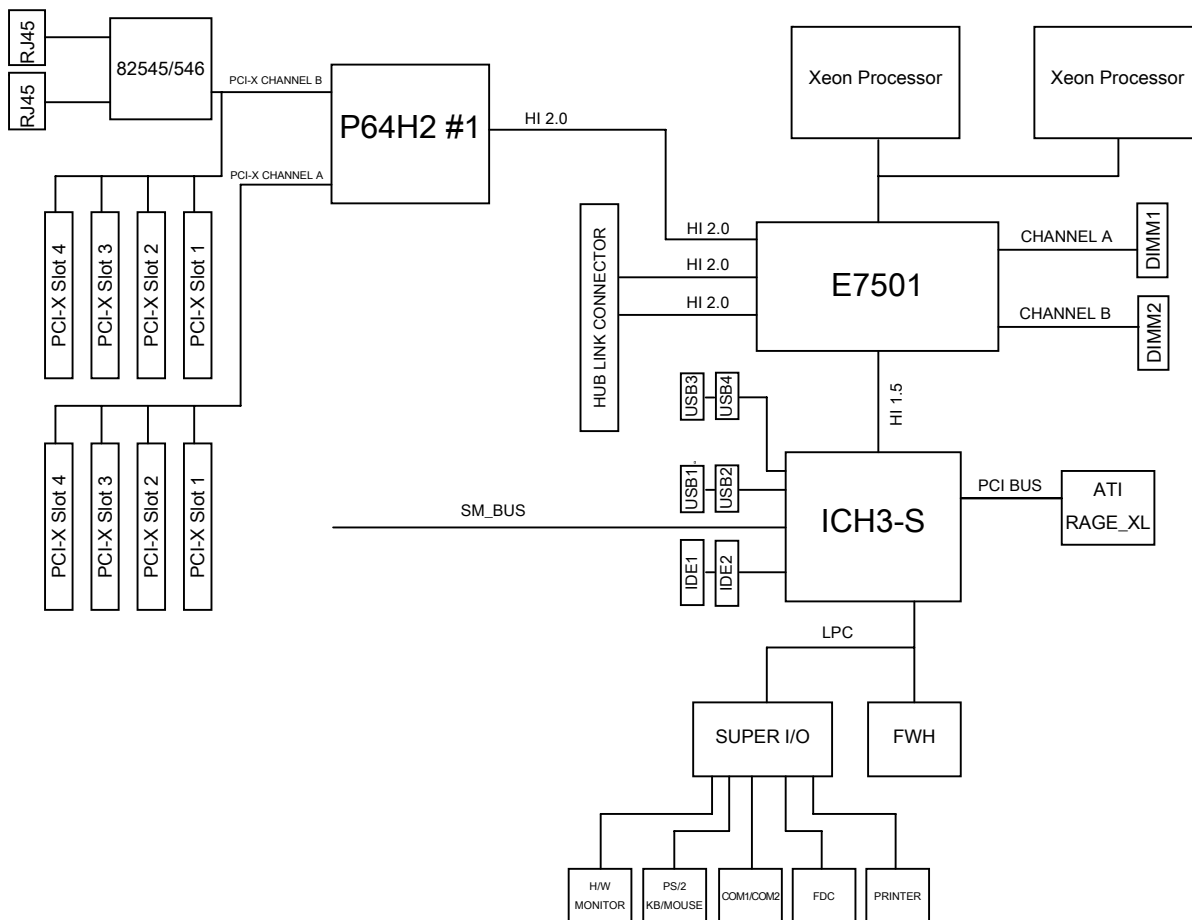 RJ45
RJ45
82545/546
PCI-X CHANNEL B
PCI-X CHANNEL A
P64H2 #1
HI 2.0
Xeon Processor
Xeon Processor
PCI-X Slot 4
PCI-X Slot 3
PCI-X Slot 2
PCI-X Slot 1
HUB LINK CONNECTOR
HI 2.0
HI 2.0
HI 2.0
E7501
CHANNEL A
CHANNEL B
DIMM1
DIMM2
HI 1.5
PCI-X Slot 4
PCI-X Slot 3
PCI-X Slot 2
PCI-X Slot 1
USB3
USB4
USB1
USB2
SM_BUS
IDE1
IDE2
ICH3-S
PCI BUS
ATI
RAGE_XL
LPC
SUPER I/O
FWH
H/W
MONITOR
PS/2
KB/MOUSE
COM1/COM2
FDC
PRINTER